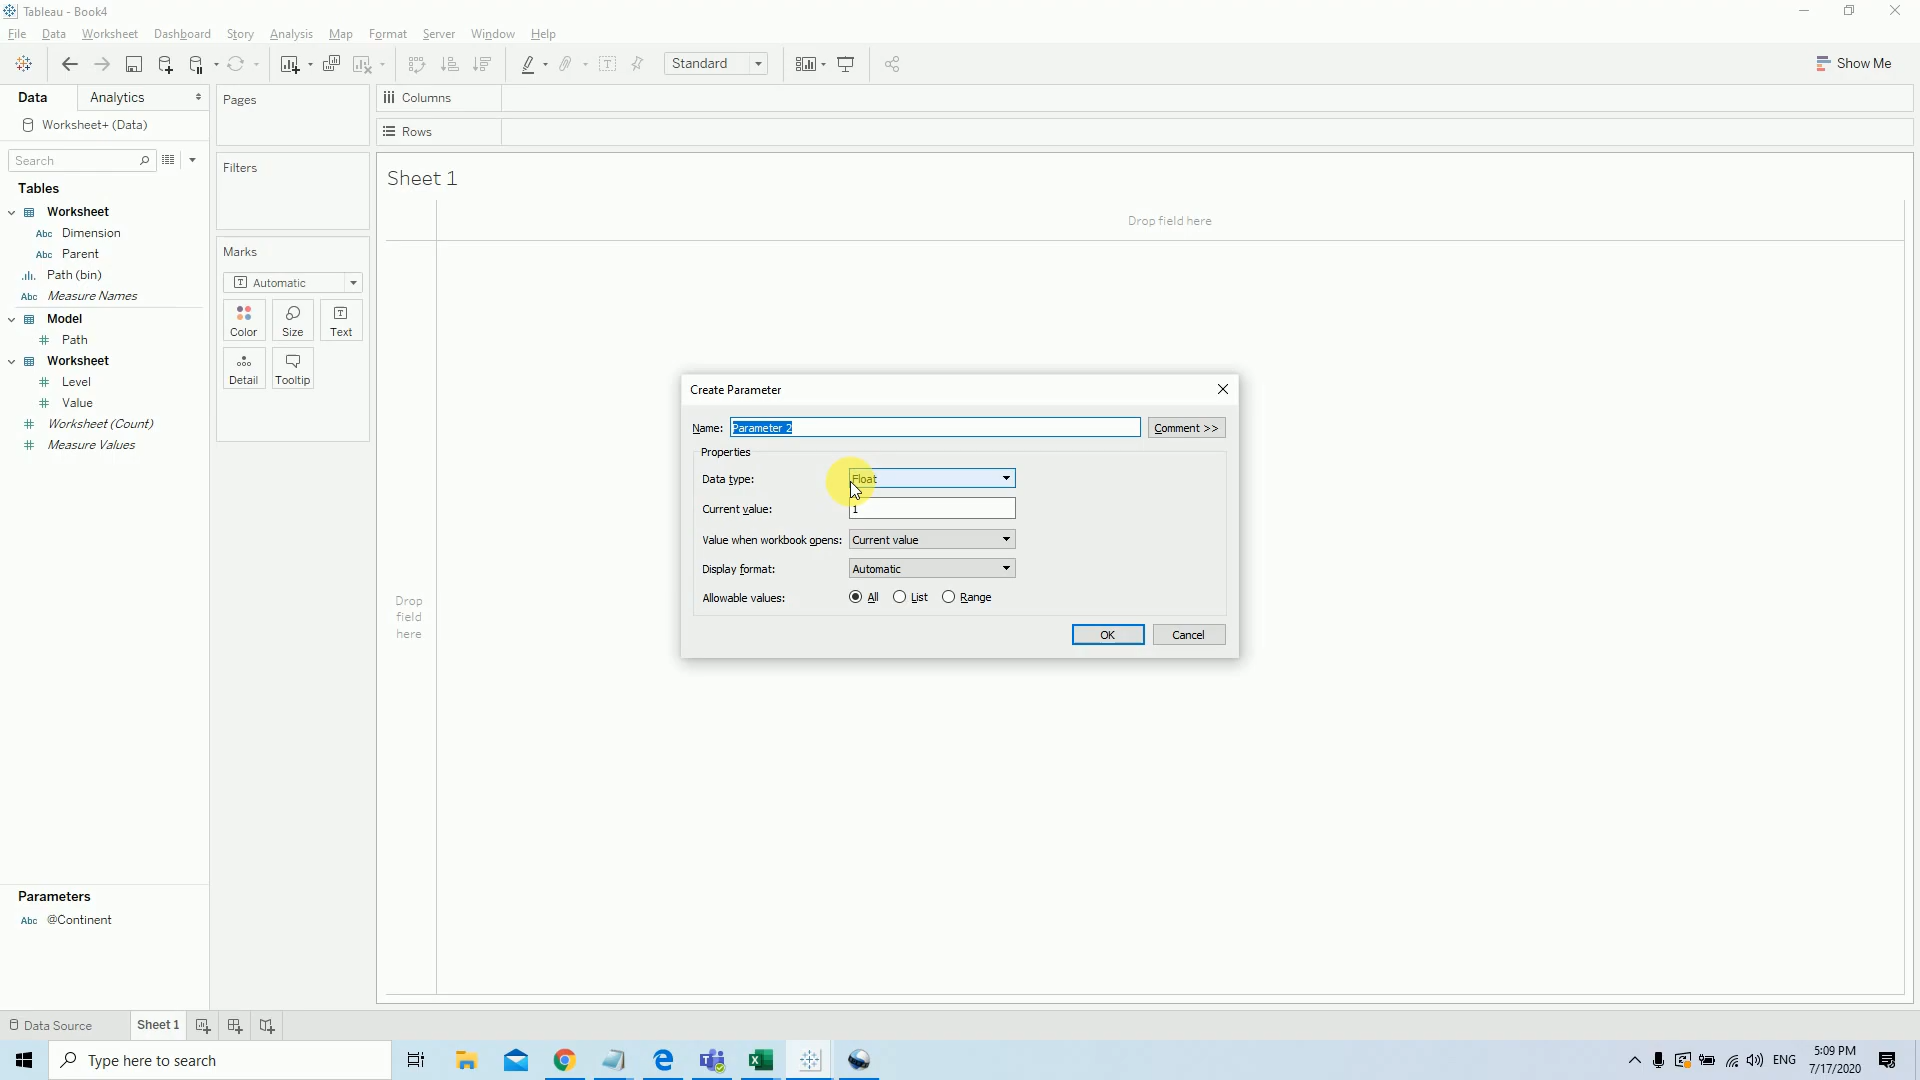 Tableau - Book4
File Data Worksheet Dashboard Story Analysis Map Format Server Window Help
Standard
Show Me
Data Analytics
Pages
Columns
Worksheet+ (Data)
Rows
Search
Filters
Sheet 1
Tables
Worksheet
Drop field here
Abc Dimension
Abc Parent
Marks
Path (bin)
Automatic
Abc Measure Names
Model
Color Size Text
Path
Worksheet
Detail Tooltip
Level
Value
Worksheet (Count)
Measure Values
Create Parameter
Name: Parameter 2 Comment >>
Properties
Data type: Float
Current value: 1
Value when workbook opens: Current value
Display format: Automatic
Allowable values: All List Range
OK Cancel
Drop
field
here
Parameters
Abc @Continent
Data Source Sheet 1
Type here to search
ENG
5:09 PM
7/17/2020